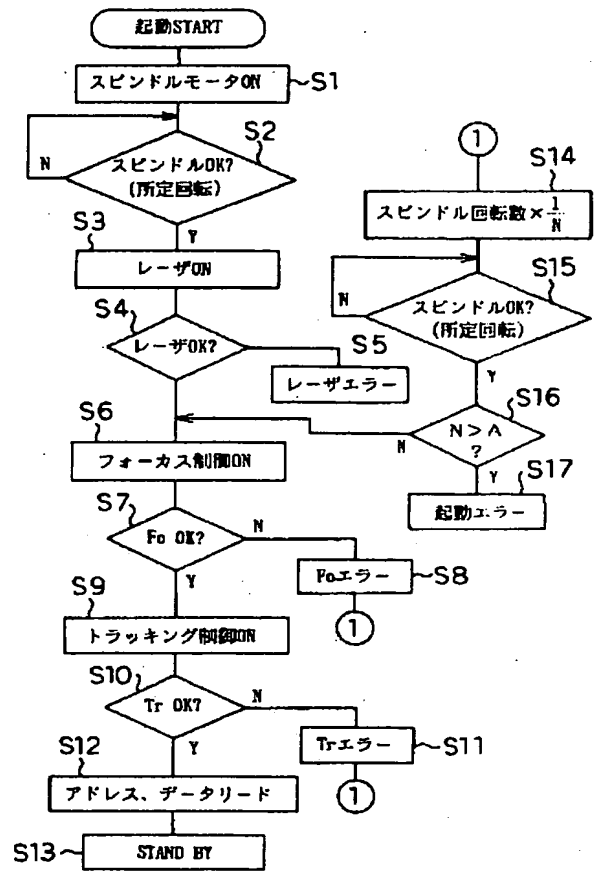 起動START
スピンドルモータON
S1
S2
スピンドルOK?
(所定回転)
N
Y
S3
レーザON
S4
レーザOK?
S5
レーザエラー
S6
フォーカス制御ON
S7
Fo OK?
N
Y
Foエラー
S8
1
S9
トラッキング制御ON
S10
Tr OK?
N
Y
Trエラー
S11
1
S12
アドレス、データリード
S13
STAND BY
1
S14
スピンドル回転数×1/N
S15
スピンドルOK?
(所定回転)
N
Y
S16
N>A
?
N
Y
S17
起動エラー